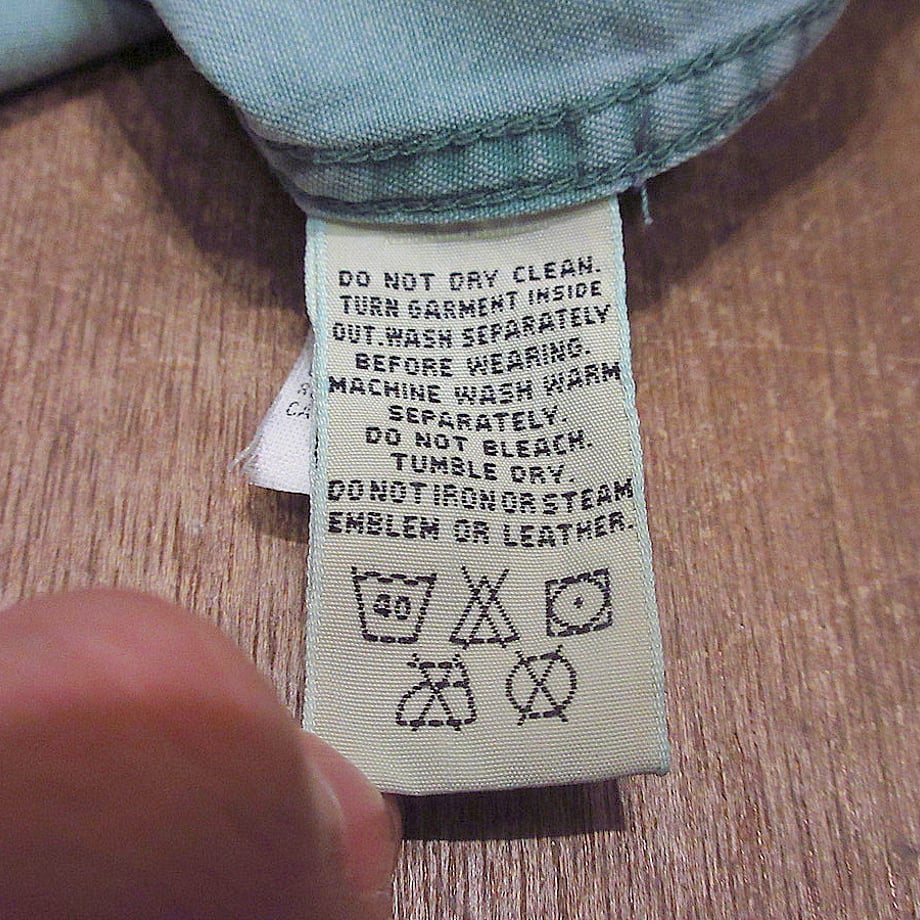 DO NOT DRY CLEAN.
TURN GARMENT INSIDE
OUT.WASH SEPARATELY
BEFORE WEARING.
MACHINE WASH WARM
SEPARATELY.
DO NOT BLEACH.
TUMBLE DRY.
DO NOT IRON OR STEAM
EMBLEM OR LEATHER.
40
CA